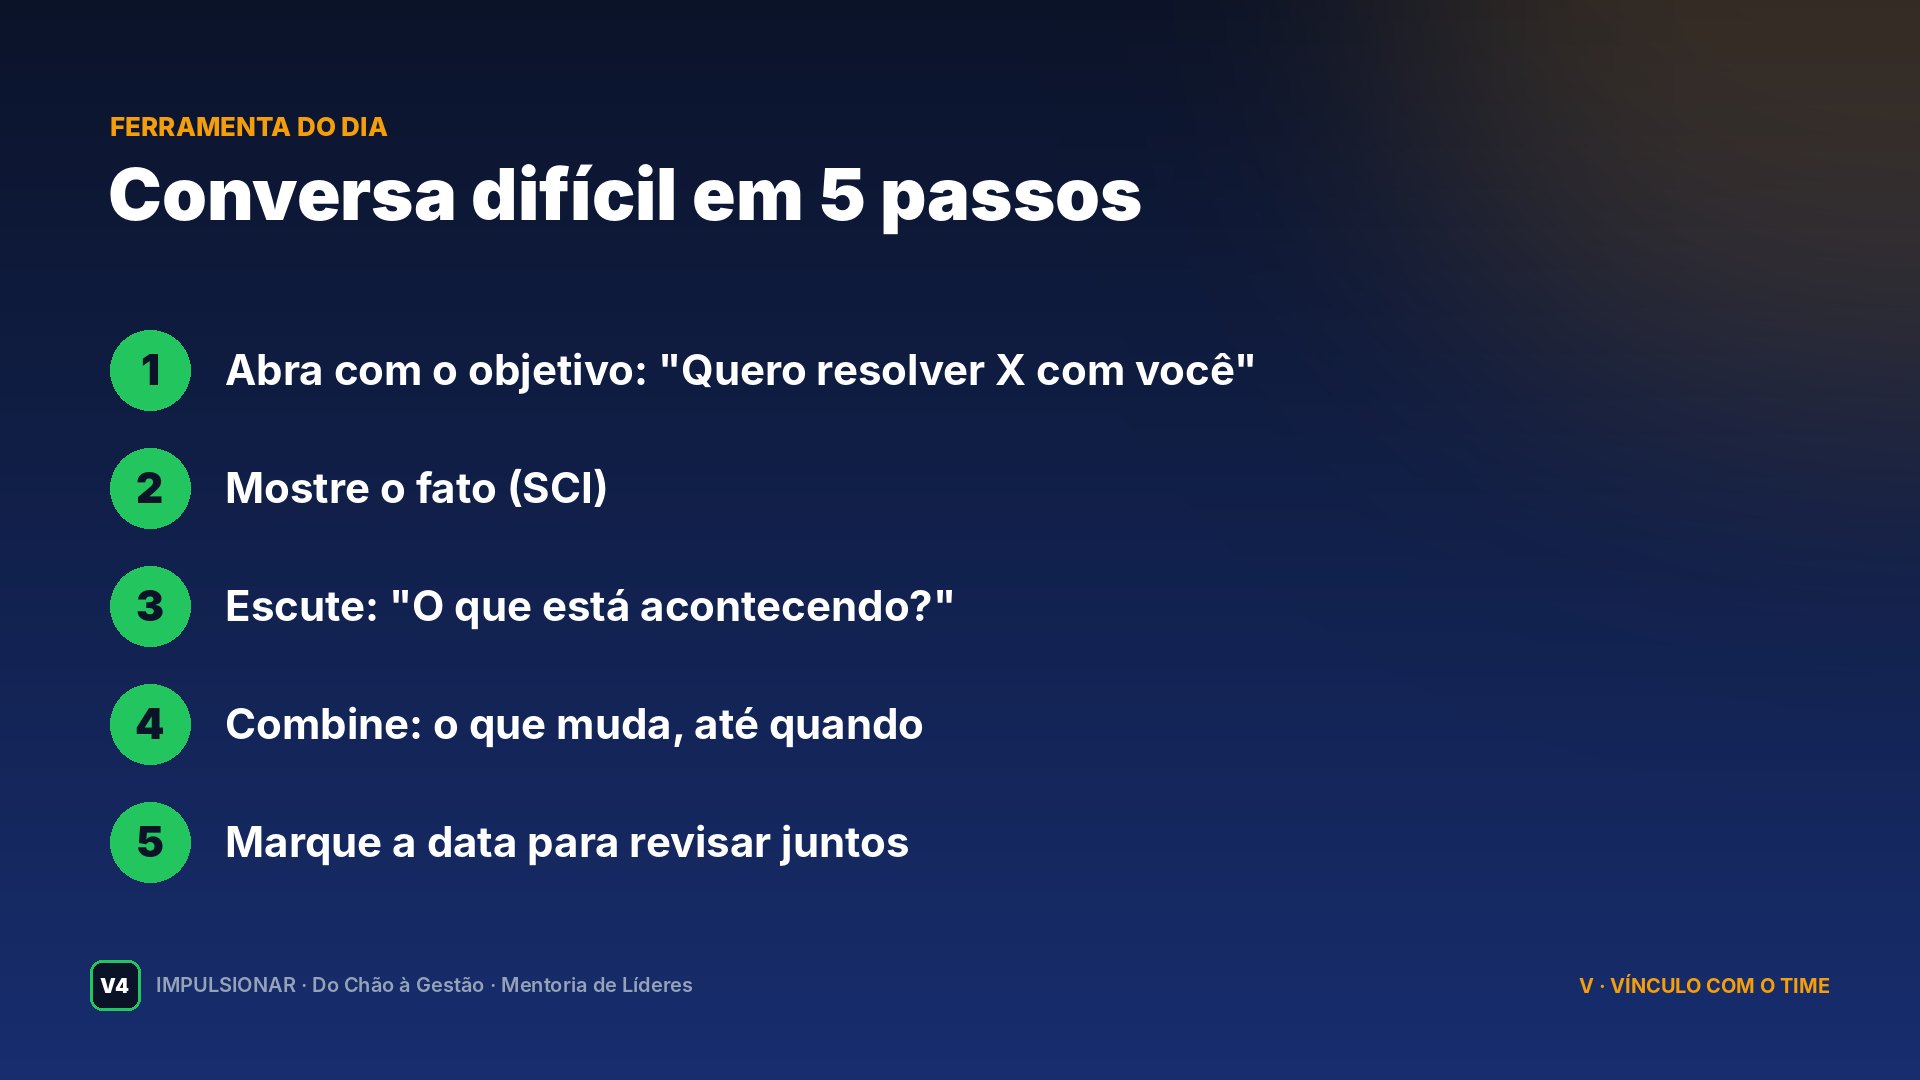 FERRAMENTA DO DIA
Conversa difícil em 5 passos
1 Abra com o objetivo: "Quero resolver X com você"
2 Mostre o fato (SCI)
3 Escute: "O que está acontecendo?"
4 Combine: o que muda, até quando
5 Marque a data para revisar juntos
V4 IMPULSIONAR · Do Chão à Gestão · Mentoria de Líderes
V · VÍNCULO COM O TIME